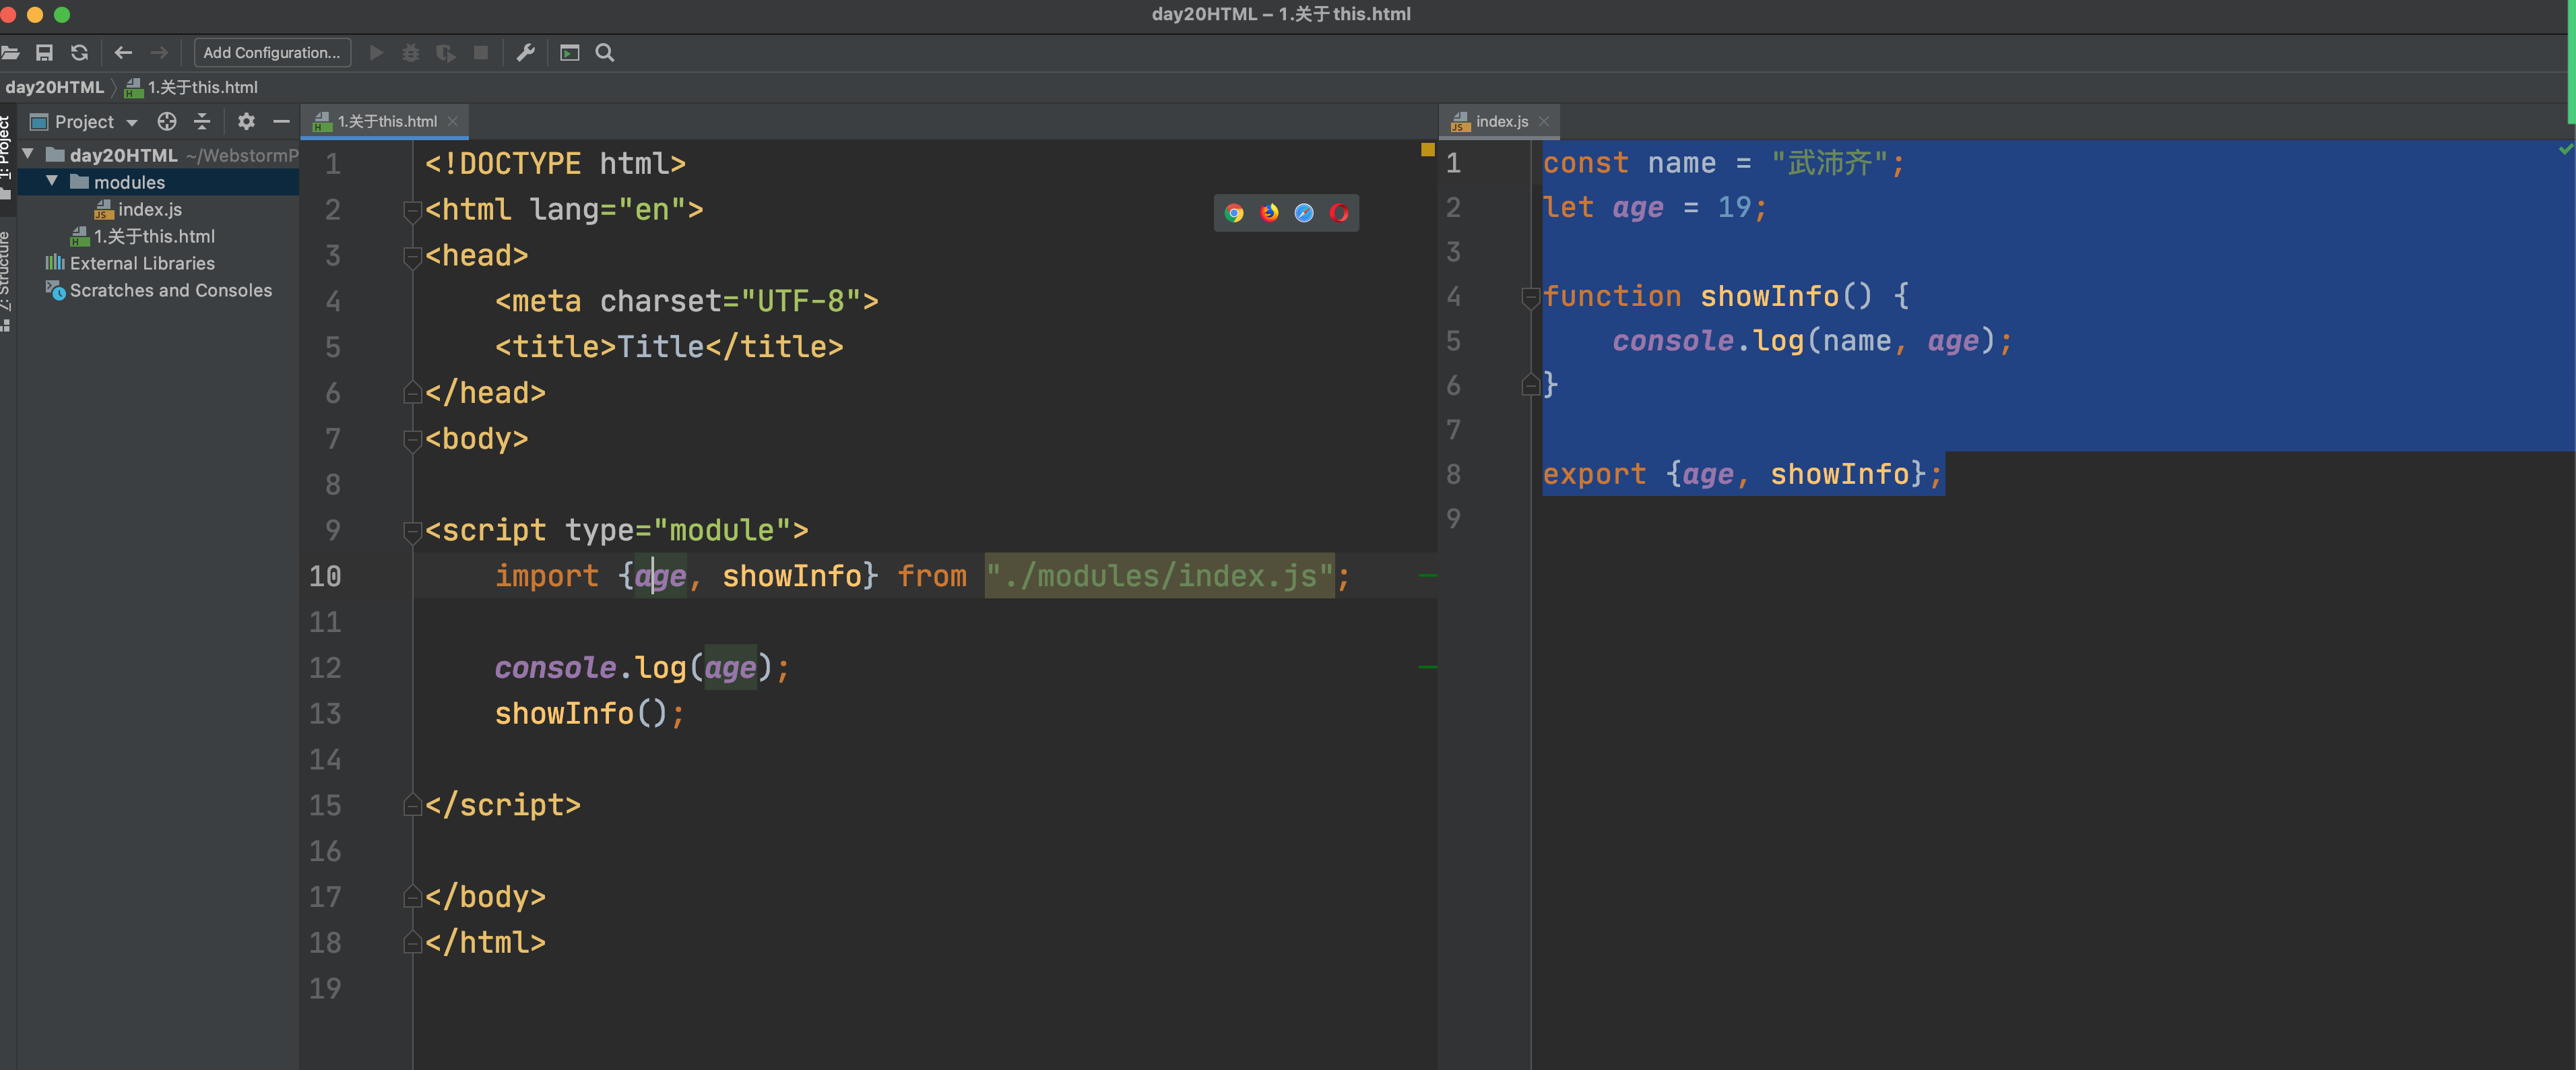 day20HTML – 1.关于this.html
Add Configuration...
day20HTML 1.关于this.html
1: Project
7: Structure
Project
day20HTML ~/WebstormP
modules
index.js
1.关于this.html
External Libraries
Scratches and Consoles
1.关于this.html
1 <!DOCTYPE html>
2 <html lang="en">
3 <head>
4 <meta charset="UTF-8">
5 <title>Title</title>
6 </head>
7 <body>
8
9 <script type="module">
10 import {age, showInfo} from "./modules/index.js";
11
12 console.log(age);
13 showInfo();
14
15 </script>
16
17 </body>
18 </html>
19
index.js
1 const name = "武沛齐";
2 let age = 19;
3
4 function showInfo() {
5 console.log(name, age);
6 }
7
8 export {age, showInfo};
9